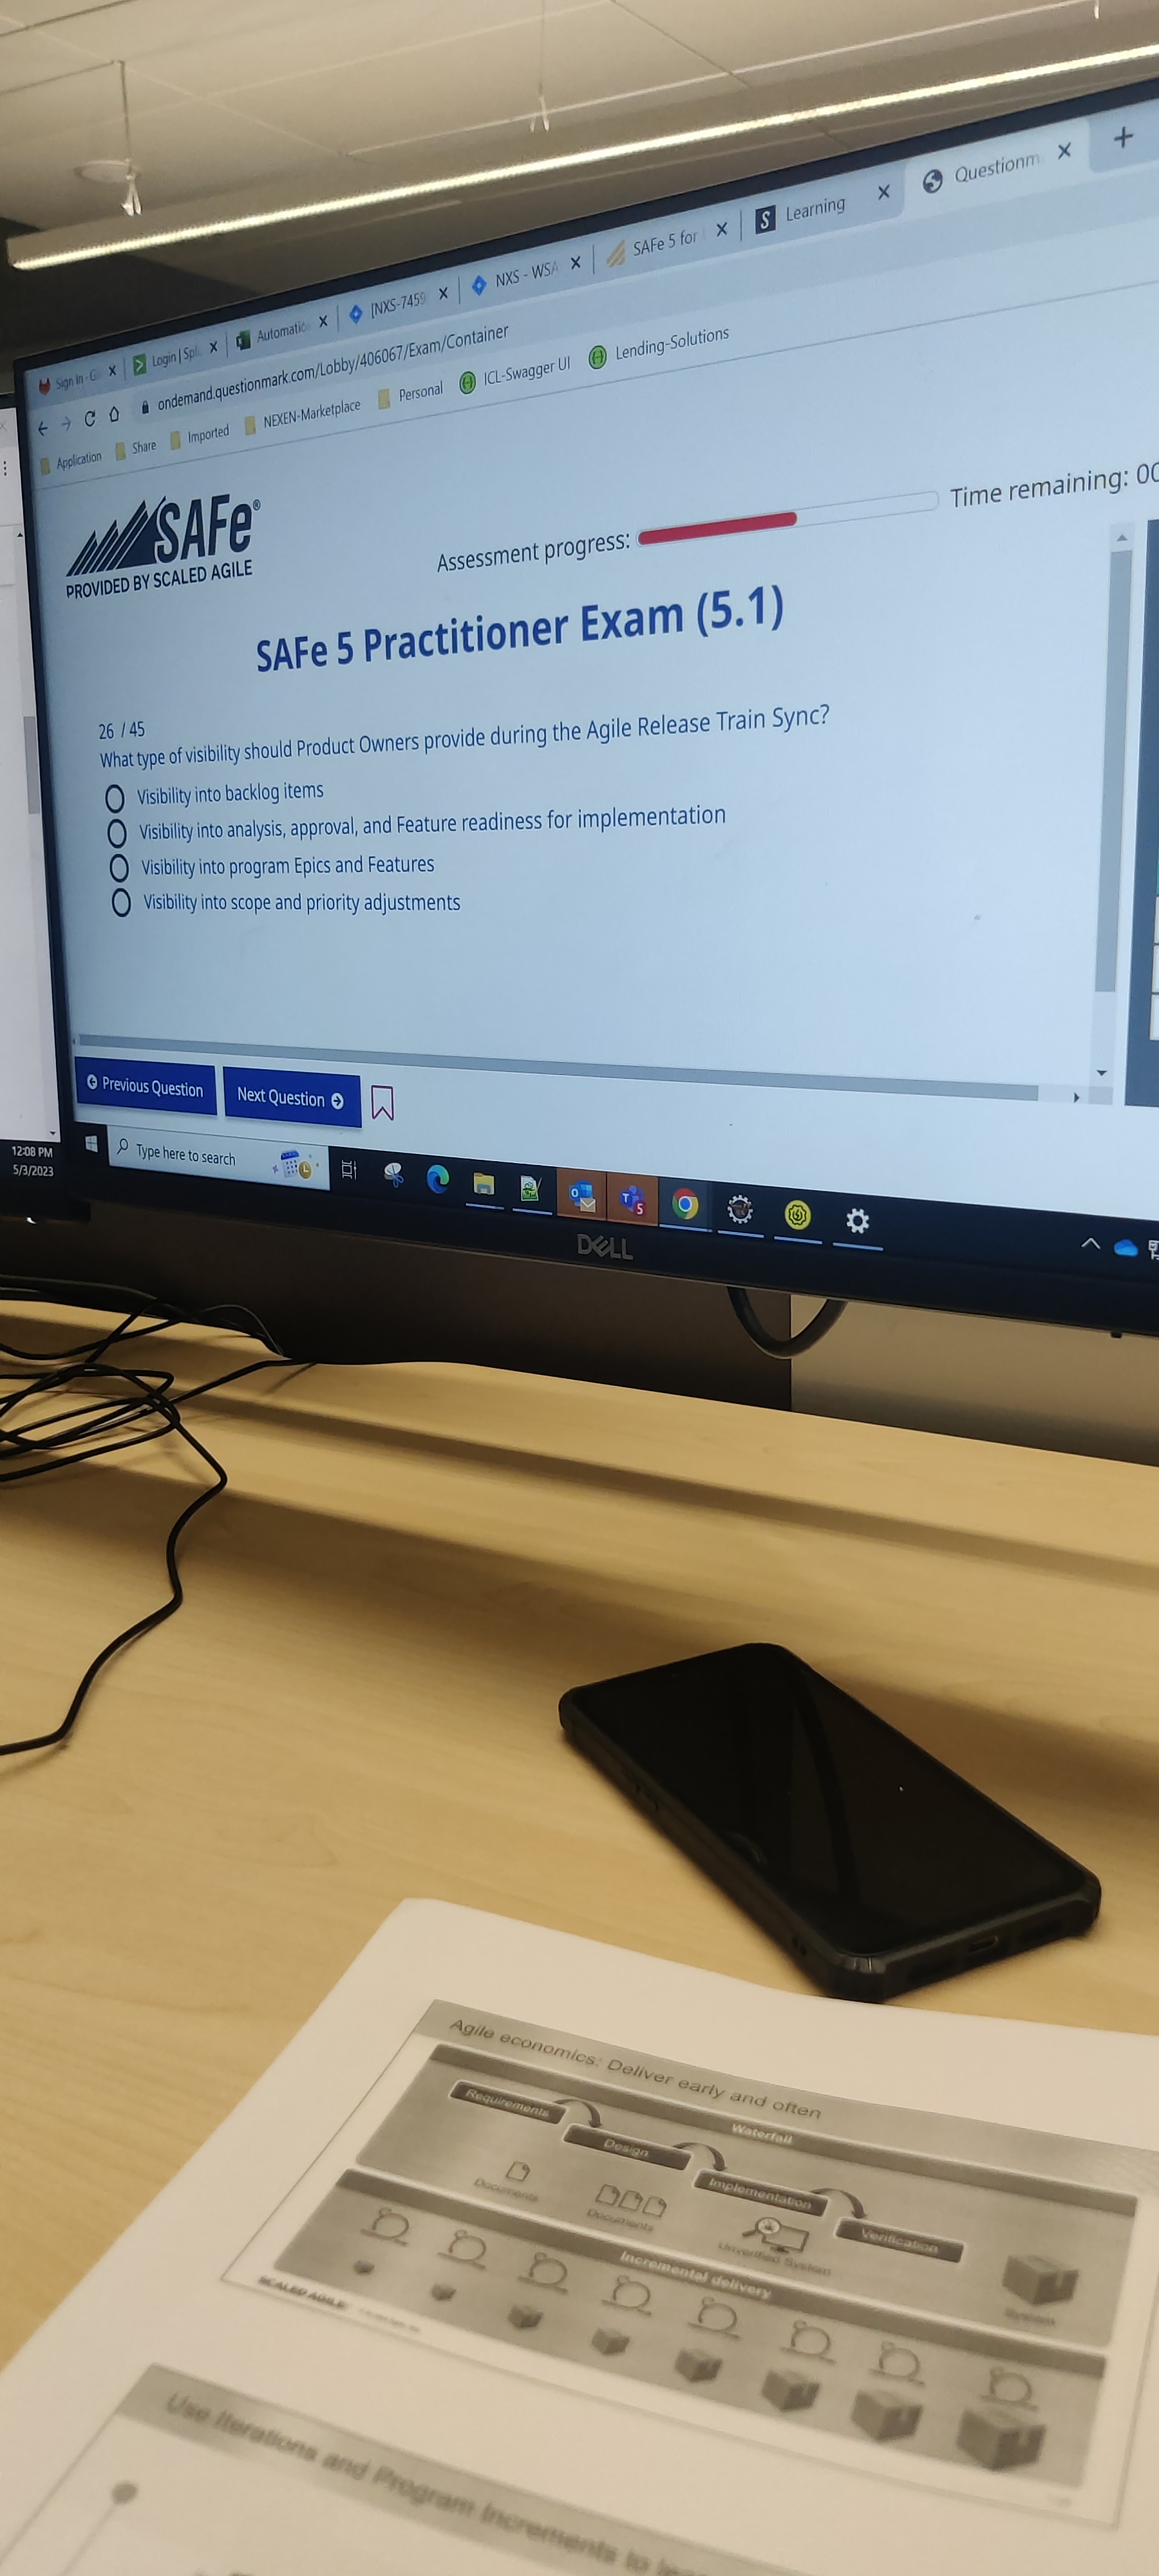 Sign In - G
Login | Spl
Automatic
[NXS-7459
NXS - WSA
SAFe 5 for
Learning
Questionm
ondemand.questionmark.com/Lobby/406067/Exam/Container
Application
Share
Imported
NEXEN-Marketplace
Personal
ICL-Swagger UI
Lending-Solutions
SAFe®
PROVIDED BY SCALED AGILE
Assessment progress:
Time remaining: 00
SAFe 5 Practitioner Exam (5.1)
26 / 45
What type of visibility should Product Owners provide during the Agile Release Train Sync?
Visibility into backlog items
Visibility into analysis, approval, and Feature readiness for implementation
Visibility into program Epics and Features
Visibility into scope and priority adjustments
Previous Question
Next Question
12:08 PM
5/3/2023
Type here to search
DELL
Agile economics: Deliver early and often
Waterfall
Requirements
Design
Implementation
Verification
Documents
Documents
Unverified System
System
Incremental delivery
SCALED AGILE
Use Iterations and Program Increments to